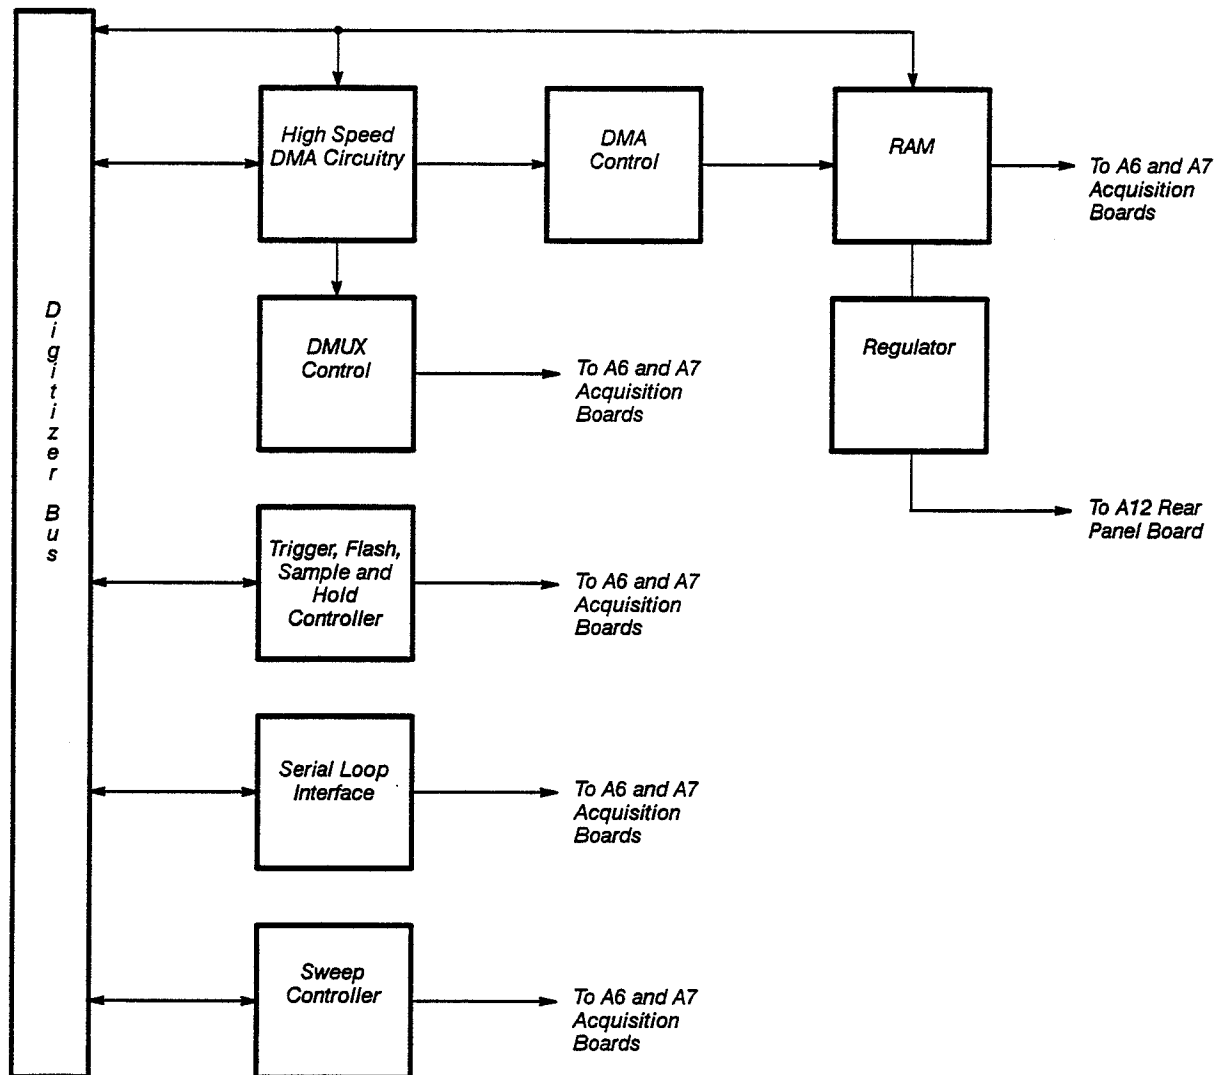 Digitizer Bus
High Speed
DMA Circuitry
DMA
Control
RAM
To A6 and A7
Acquisition
Boards
DMUX
Control
To A6 and A7
Acquisition
Boards
Regulator
To A12 Rear
Panel Board
Trigger, Flash,
Sample and
Hold
Controller
To A6 and A7
Acquisition
Boards
Serial Loop
Interface
To A6 and A7
Acquisition
Boards
Sweep
Controller
To A6 and A7
Acquisition
Boards